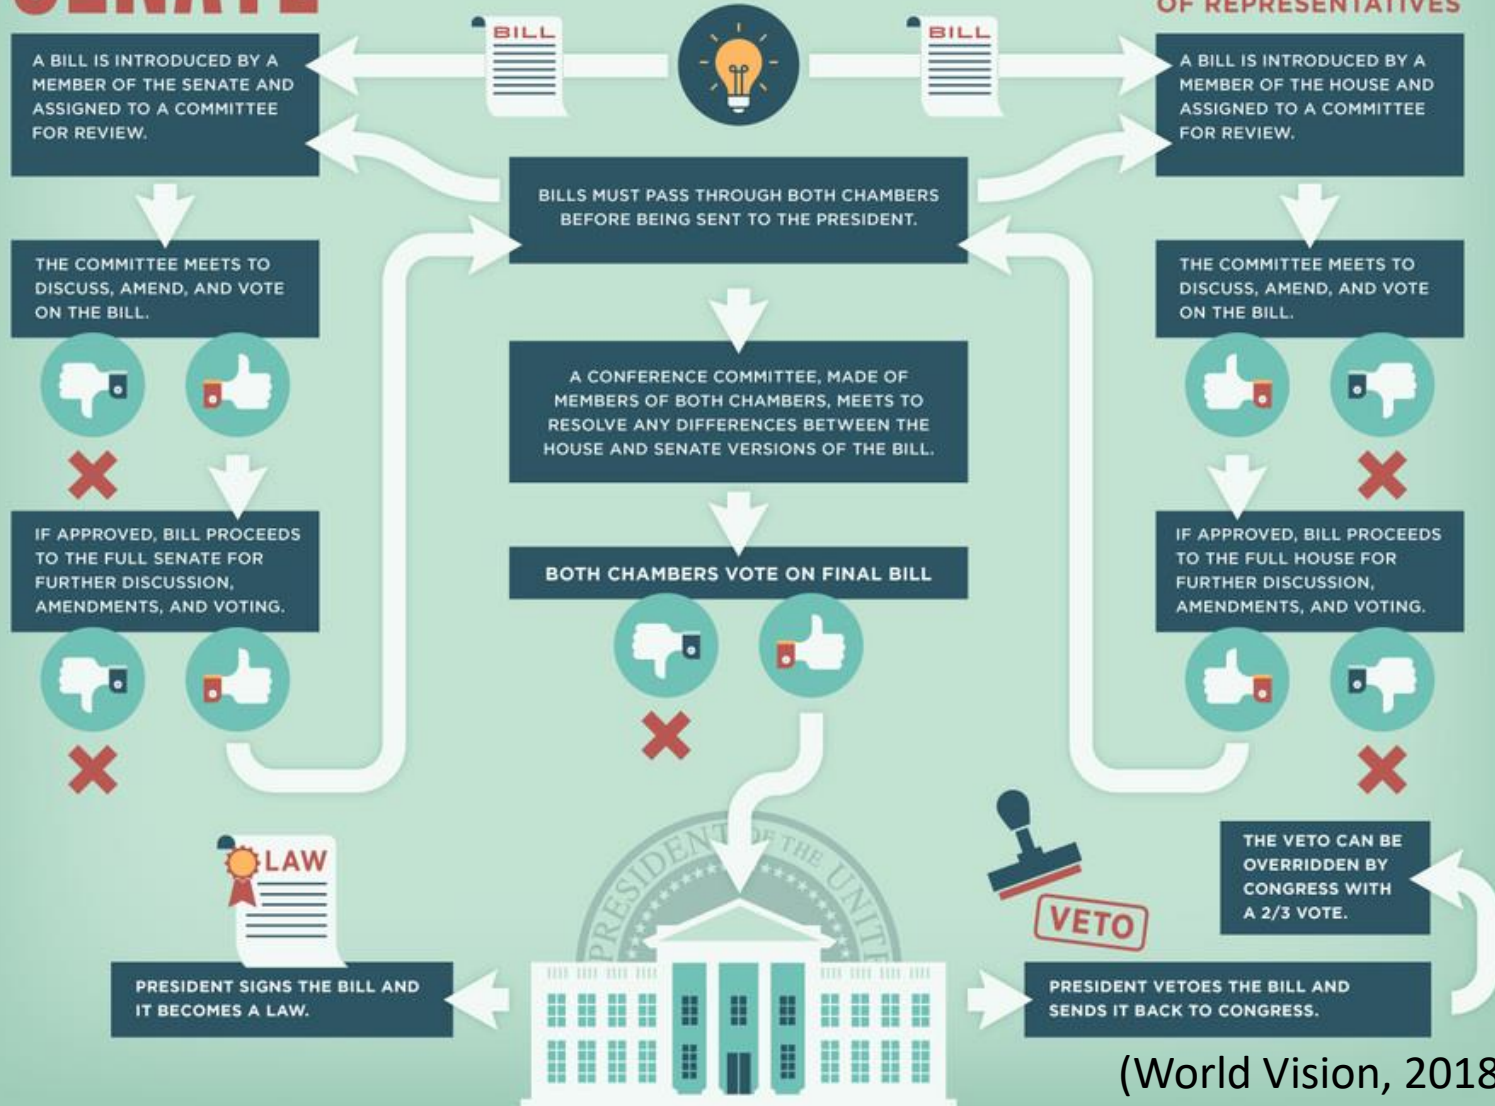 SENATE
OF REPRESENTATIVES
BILL
BILL
A BILL IS INTRODUCED BY A
MEMBER OF THE SENATE AND
ASSIGNED TO A COMMITTEE
FOR REVIEW.
A BILL IS INTRODUCED BY A
MEMBER OF THE HOUSE AND
ASSIGNED TO A COMMITTEE
FOR REVIEW.
BILLS MUST PASS THROUGH BOTH CHAMBERS
BEFORE BEING SENT TO THE PRESIDENT.
THE COMMITTEE MEETS TO
DISCUSS, AMEND, AND VOTE
ON THE BILL.
THE COMMITTEE MEETS TO
DISCUSS, AMEND, AND VOTE
ON THE BILL.
A CONFERENCE COMMITTEE, MADE OF
MEMBERS OF BOTH CHAMBERS, MEETS TO
RESOLVE ANY DIFFERENCES BETWEEN THE
HOUSE AND SENATE VERSIONS OF THE BILL.
IF APPROVED, BILL PROCEEDS
TO THE FULL SENATE FOR
FURTHER DISCUSSION,
AMENDMENTS, AND VOTING.
BOTH CHAMBERS VOTE ON FINAL BILL
IF APPROVED, BILL PROCEEDS
TO THE FULL HOUSE FOR
FURTHER DISCUSSION,
AMENDMENTS, AND VOTING.
LAW
PRESIDENT OF THE UNITE
VETO
THE VETO CAN BE
OVERRIDDEN BY
CONGRESS WITH
A 2/3 VOTE.
PRESIDENT SIGNS THE BILL AND
IT BECOMES A LAW.
PRESIDENT VETOES THE BILL AND
SENDS IT BACK TO CONGRESS.
(World Vision, 2018